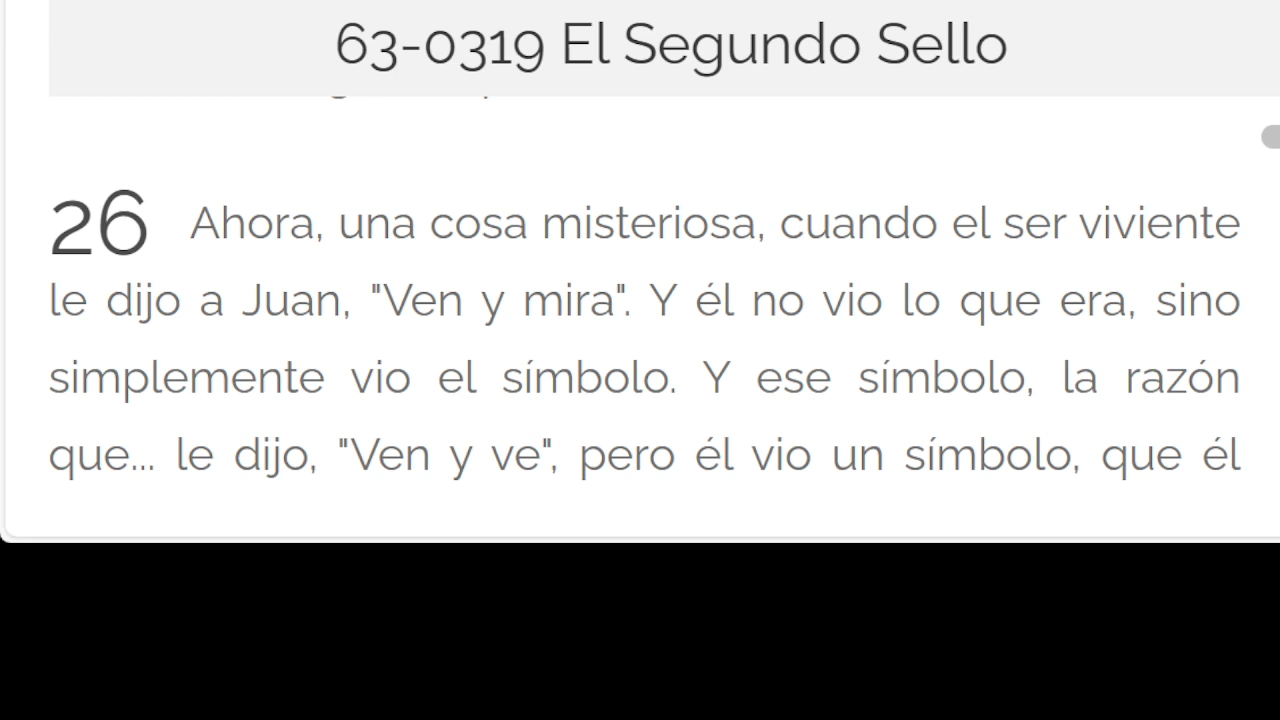 63-0319 El Segundo Sello
26 Ahora, una cosa misteriosa, cuando el ser viviente
le dijo a Juan, "Ven y mira". Y él no vio lo que era, sino
simplemente vio el símbolo. Y ese símbolo, la razón
que... le dijo, "Ven y ve", pero él vio un símbolo, que él